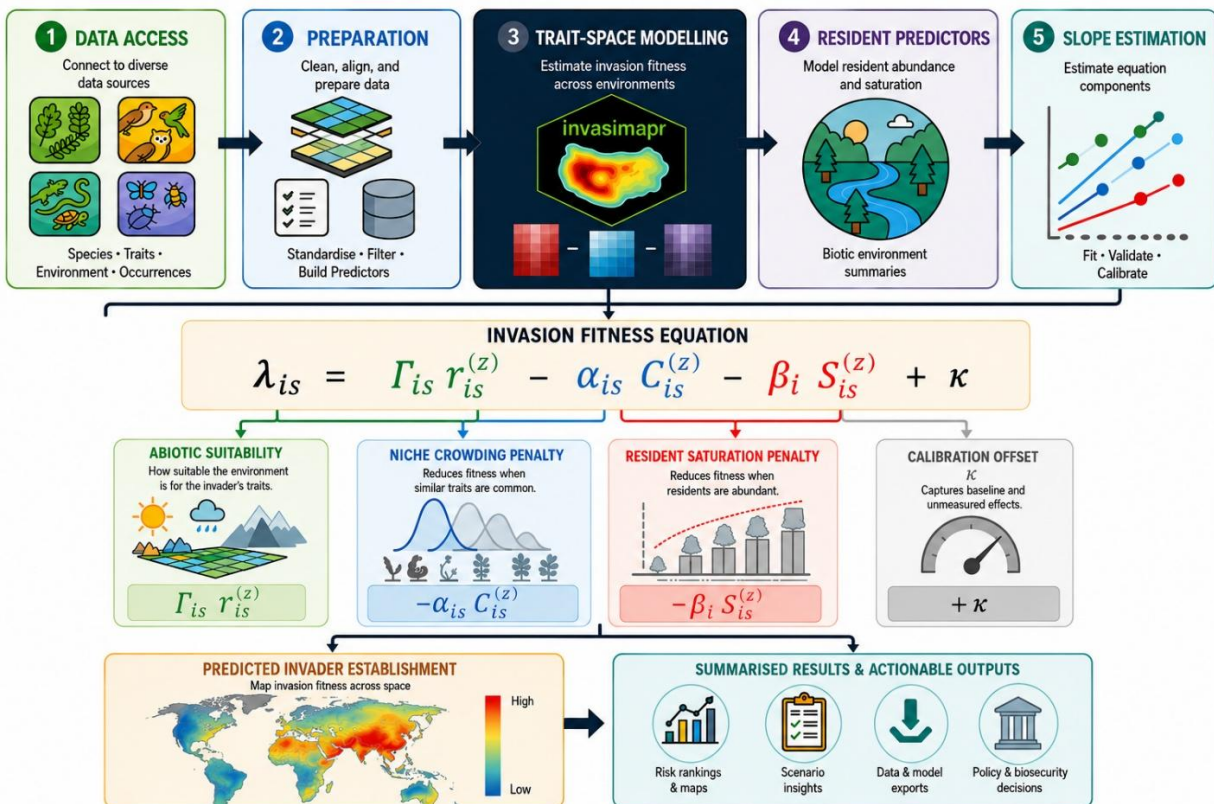 1 DATA ACCESS
Connect to diverse
data sources
Species • Traits •
Environment • Occurrences
2 PREPARATION
Clean, align, and
prepare data
Standardise • Filter •
Build Predictors
3 TRAIT-SPACE MODELLING
Estimate invasion fitness
across environments
invasimapr
4 RESIDENT PREDICTORS
Model resident abundance
and saturation
Biotic environment
summaries
5 SLOPE ESTIMATION
Estimate equation
components
Fit • Validate •
Calibrate
INVASION FITNESS EQUATION
λ_is = Γ_is r_is^(z) − α_is C_is^(z) − β_i S_is^(z) + κ
ABIOTIC SUITABILITY
How suitable the environment
is for the invader's traits.
Γ_is r_is^(z)
NICHE CROWDING PENALTY
Reduces fitness when
similar traits are common.
−α_is C_is^(z)
RESIDENT SATURATION PENALTY
Reduces fitness when
residents are abundant.
−β_i S_is^(z)
CALIBRATION OFFSET
κ
Captures baseline and
unmeasured effects.
+ κ
PREDICTED INVADER ESTABLISHMENT
Map invasion fitness across space
High
Low
SUMMARISED RESULTS & ACTIONABLE OUTPUTS
Risk rankings
& maps
Scenario
insights
Data & model
exports
Policy & biosecurity
decisions